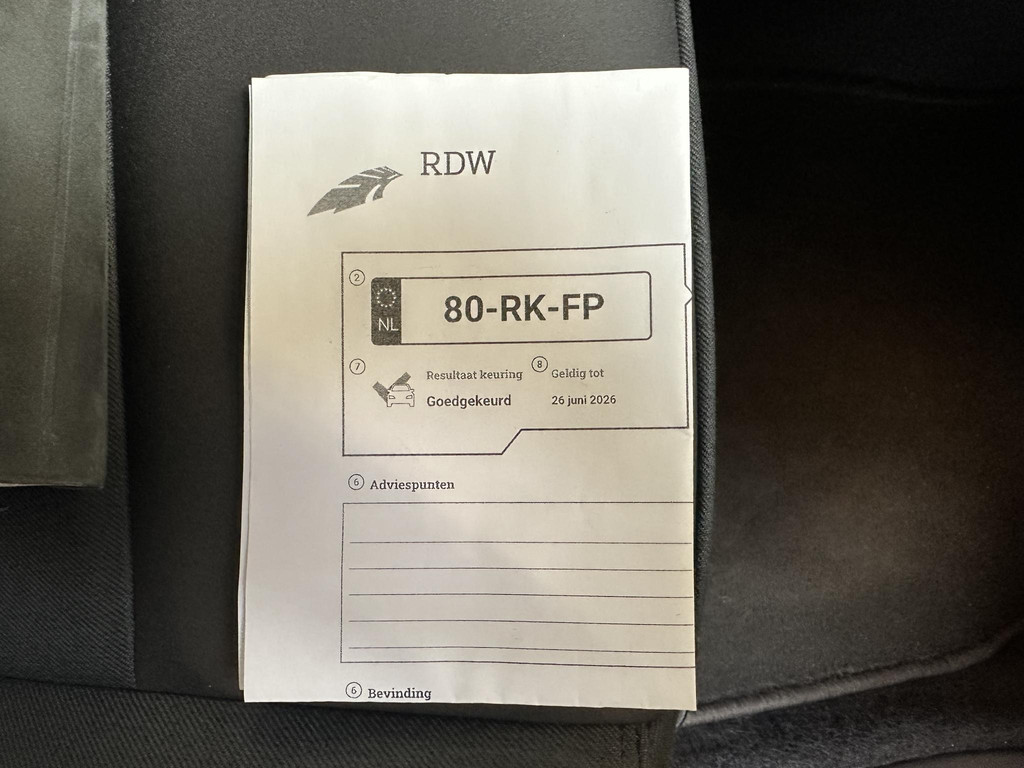 RDW
2
NL
80-RK-FP
7 Resultaat keuring 8 Geldig tot
Goedgekeurd 26 juni 2026
6 Adviespunten
6 Bevinding